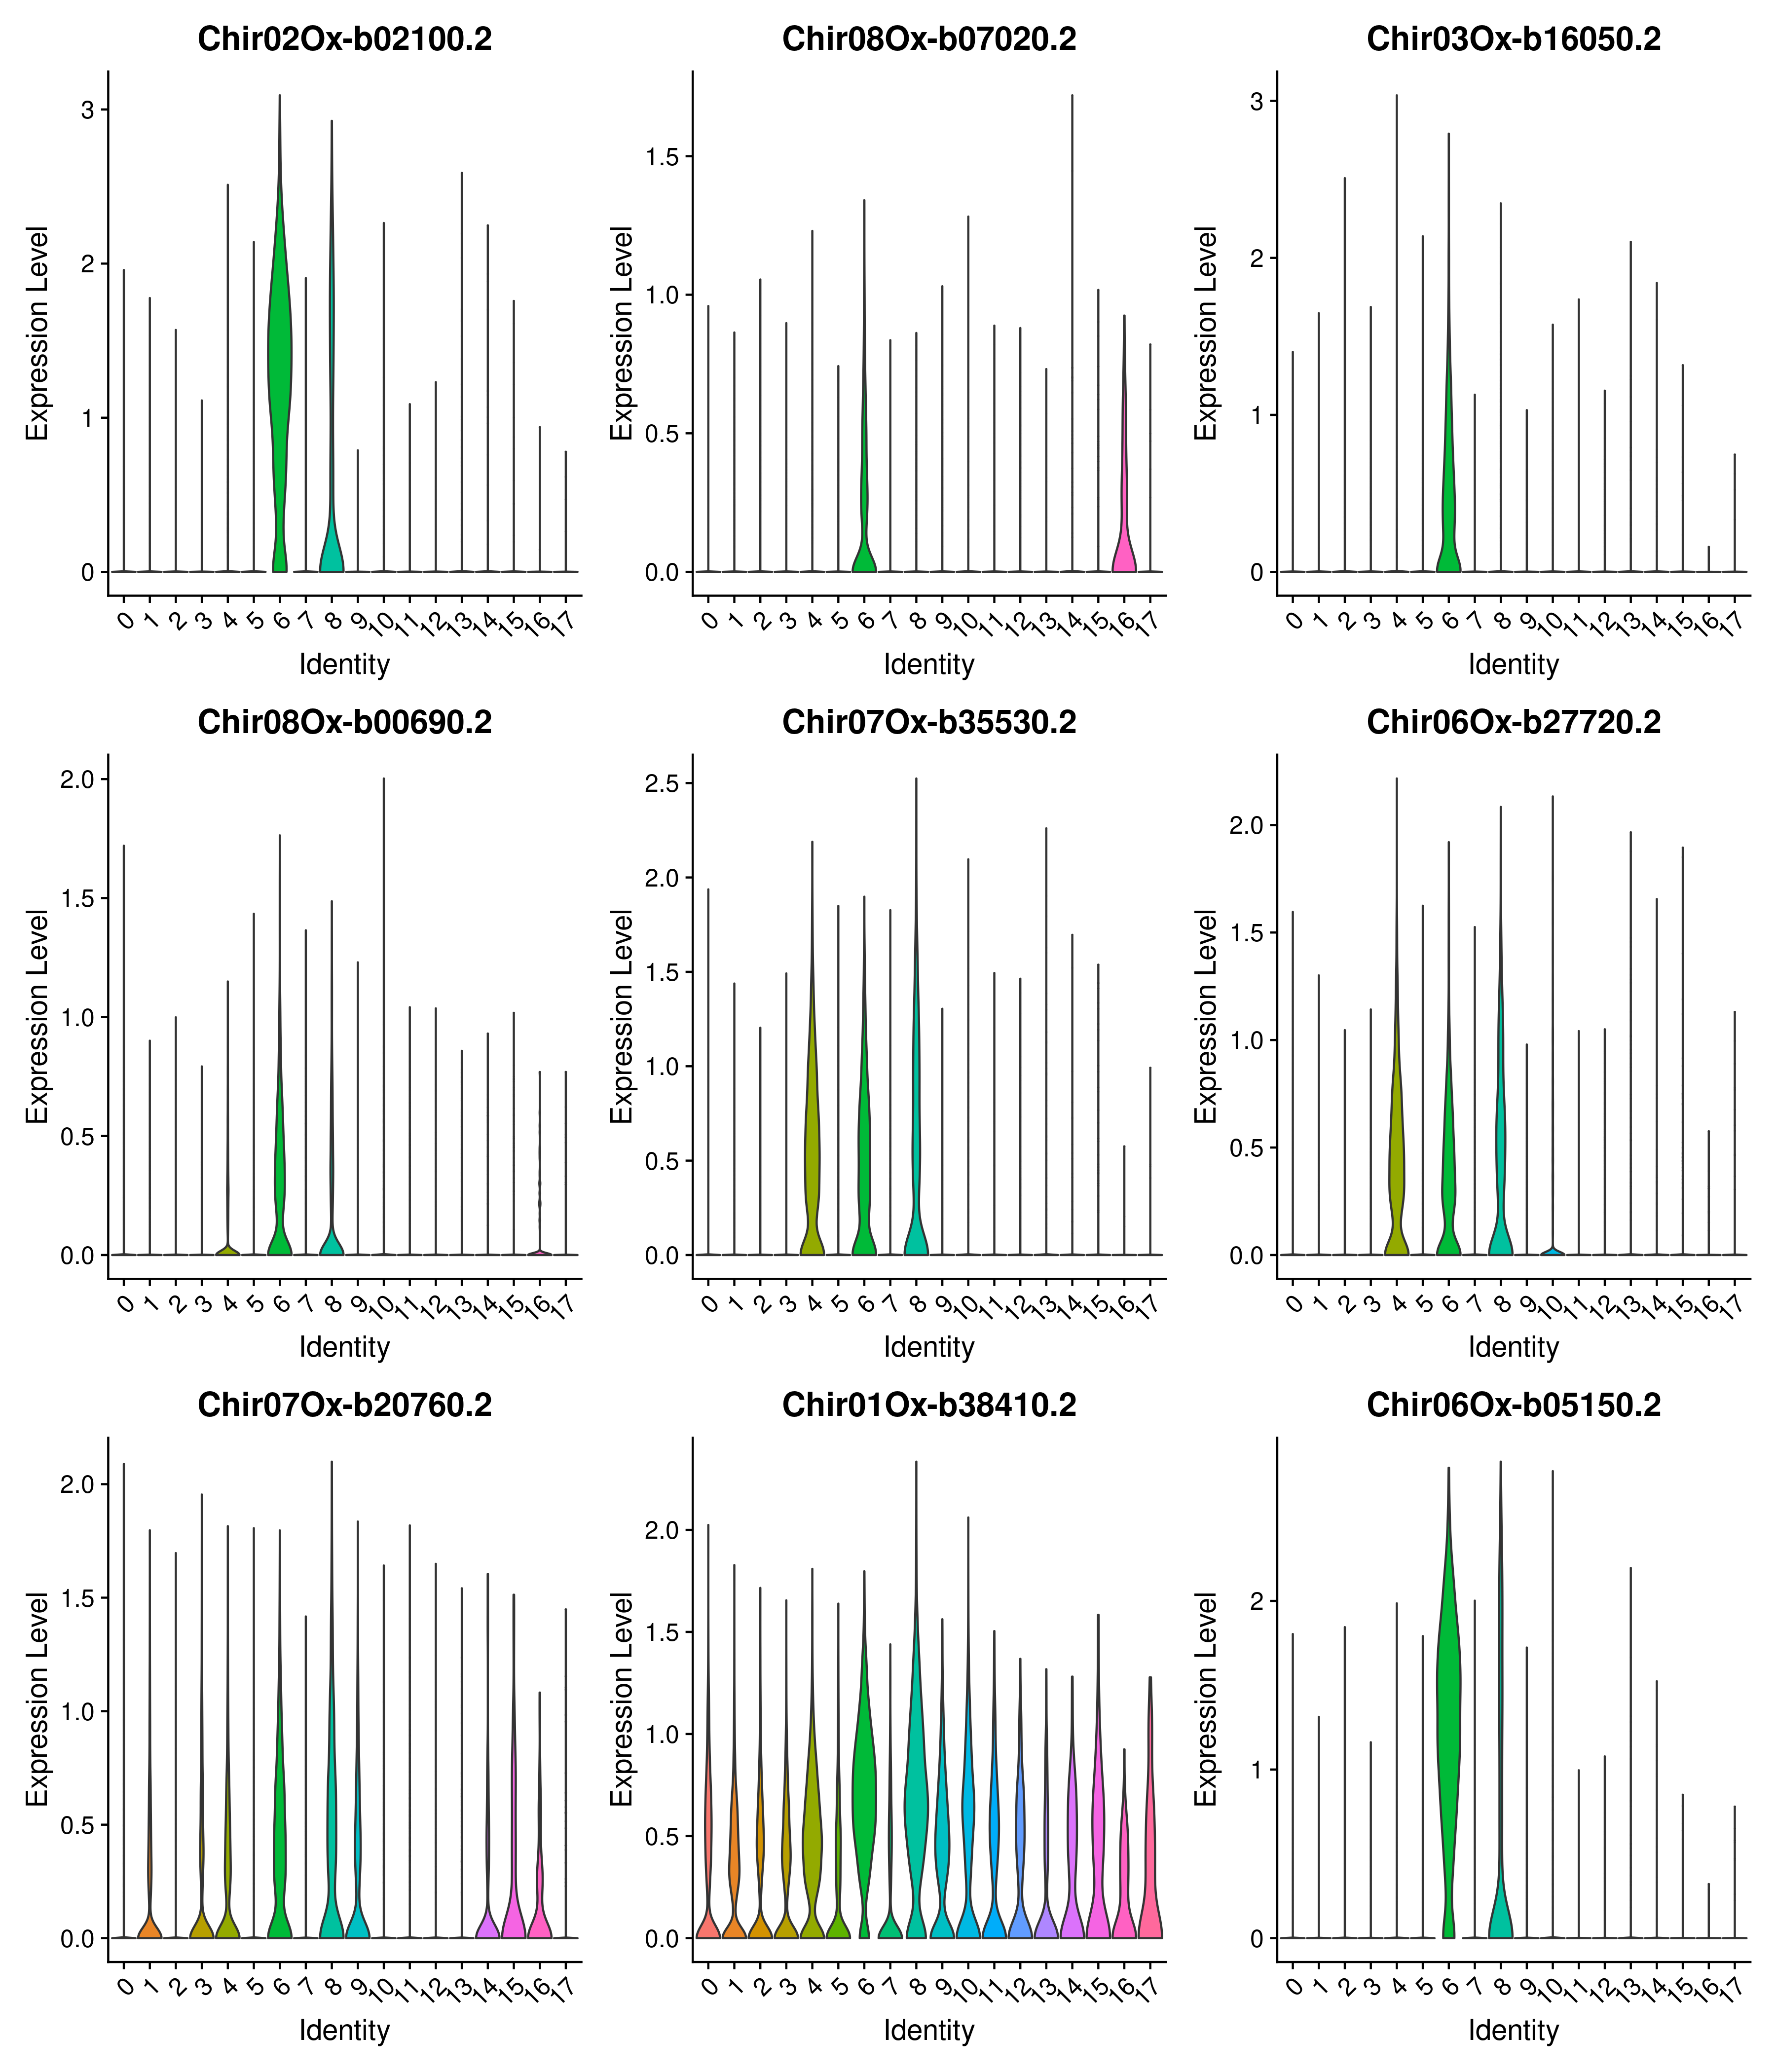 Chir02Ox-b02100.2
Expression Level
3
2
1
0
0 1 2 3 4 5 6 7 8 9 10 11 12 13 14 15 16 17
Identity
Chir08Ox-b07020.2
Expression Level
1.5
1.0
0.5
0.0
0 1 2 3 4 5 6 7 8 9 10 11 12 13 14 15 16 17
Identity
Chir03Ox-b16050.2
Expression Level
3
2
1
0
0 1 2 3 4 5 6 7 8 9 10 11 12 13 14 15 16 17
Identity
Chir08Ox-b00690.2
Expression Level
2.0
1.5
1.0
0.5
0.0
0 1 2 3 4 5 6 7 8 9 10 11 12 13 14 15 16 17
Identity
Chir07Ox-b35530.2
Expression Level
2.5
2.0
1.5
1.0
0.5
0.0
0 1 2 3 4 5 6 7 8 9 10 11 12 13 14 15 16 17
Identity
Chir06Ox-b27720.2
Expression Level
2.0
1.5
1.0
0.5
0.0
0 1 2 3 4 5 6 7 8 9 10 11 12 13 14 15 16 17
Identity
Chir07Ox-b20760.2
Expression Level
2.0
1.5
1.0
0.5
0.0
0 1 2 3 4 5 6 7 8 9 10 11 12 13 14 15 16 17
Identity
Chir01Ox-b38410.2
Expression Level
2.0
1.5
1.0
0.5
0.0
0 1 2 3 4 5 6 7 8 9 10 11 12 13 14 15 16 17
Identity
Chir06Ox-b05150.2
Expression Level
2
1
0
0 1 2 3 4 5 6 7 8 9 10 11 12 13 14 15 16 17
Identity